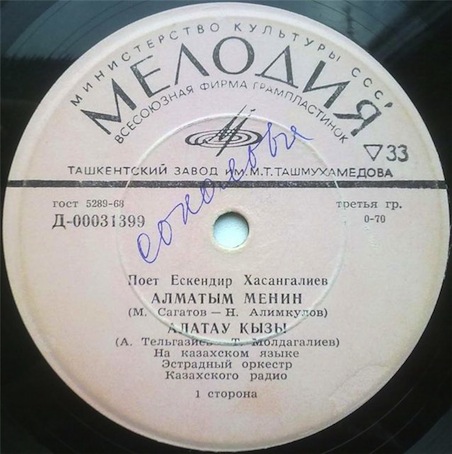 МИНИСТЕРСТВО КУЛЬТУРЫ СССР
МЕЛОДИЯ
ВСЕСОЮЗНАЯ ФИРМА ГРАМПЛАСТИНОК
▽33
ТАШКЕНТСКИЙ ЗАВОД ИМ. М.Т. ТАШМУХАМЕДОВА
гост 5289-68
третья гр.
Д-00031399
0-70
Поет Ескендир Хасангалиев
АЛМАТЫМ МЕНИН
(М. Сагатов — Н. Алимкулов)
АЛАТАУ ҚЫЗЫ
(А. Тельгазиев — Т. Молдагалиев)
На казахском языке
Эстрадный оркестр
Казахского радио
1 сторона